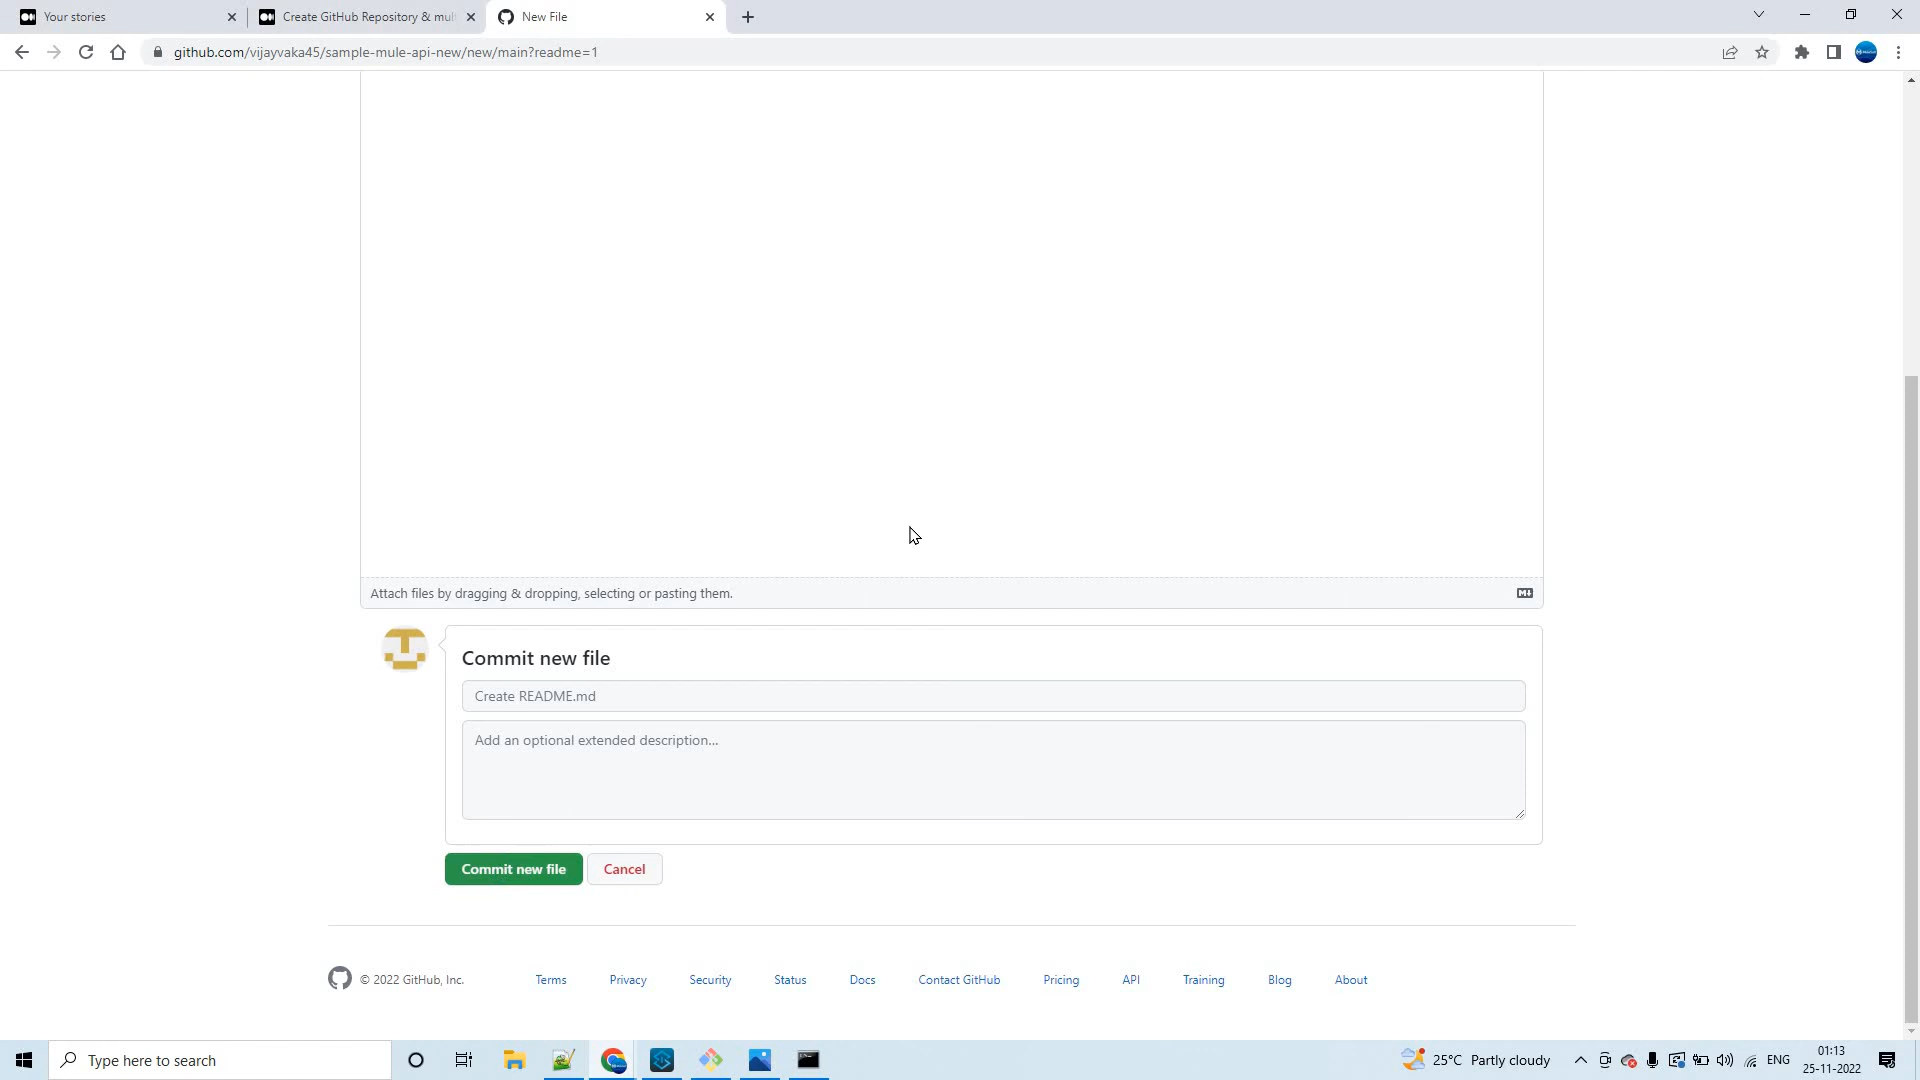 Your stories
Create GitHub Repository & mul
New File
github.com/vijayvaka45/sample-mule-api-new/new/main?readme=1
Attach files by dragging & dropping, selecting or pasting them.
Commit new file
Create README.md
Add an optional extended description...
Commit new file
Cancel
© 2022 GitHub, Inc.
Terms
Privacy
Security
Status
Docs
Contact GitHub
Pricing
API
Training
Blog
About
Type here to search
25°C Partly cloudy
ENG
01:13
25-11-2022